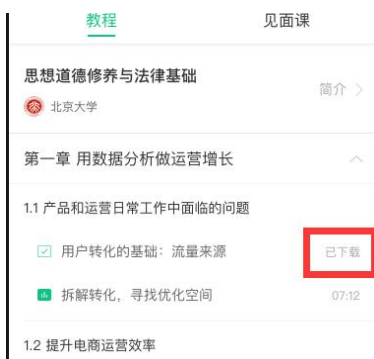 教程 见面课
思想道德修养与法律基础
简介
北京大学
第一章 用数据分析做运营增长
1.1 产品和运营日常工作中面临的问题
用户转化的基础：流量来源 已下载
拆解转化，寻找优化空间 07:12
1.2 提升电商运营效率